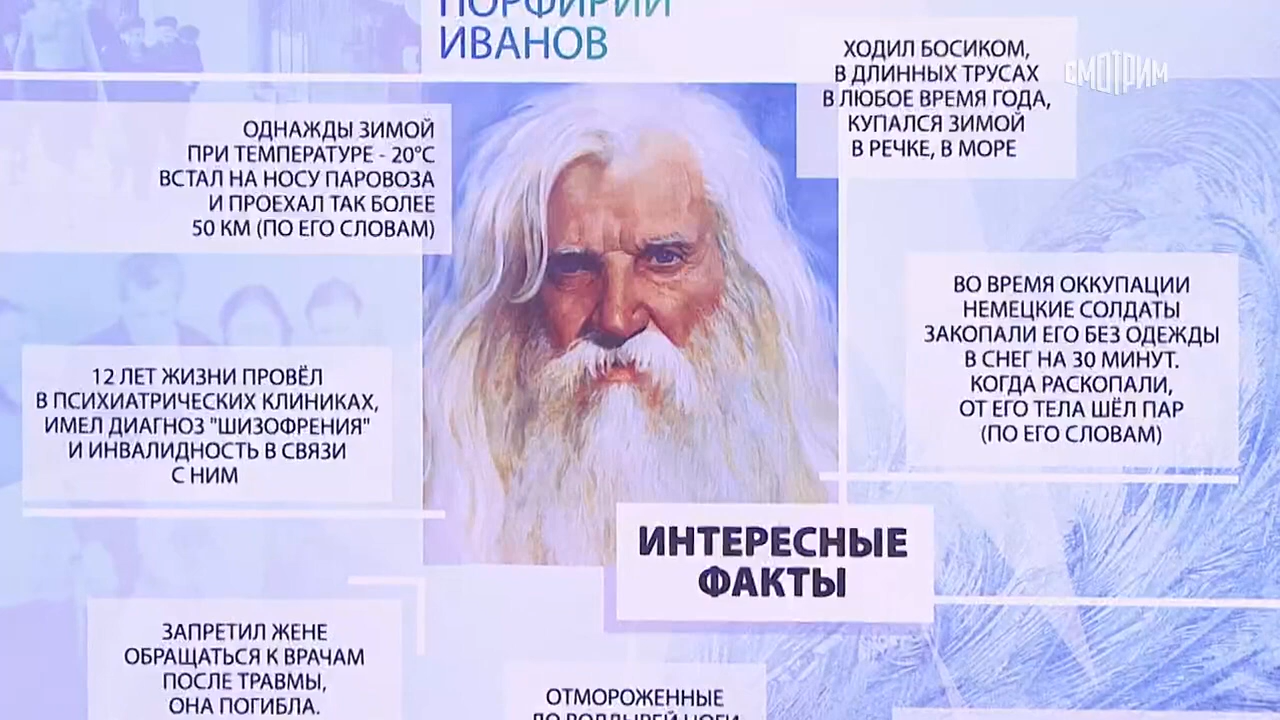 ПОРФИРИЙ
ИВАНОВ
СМОТРИМ
ХОДИЛ БОСИКОМ,
В ДЛИННЫХ ТРУСАХ
В ЛЮБОЕ ВРЕМЯ ГОДА,
КУПАЛСЯ ЗИМОЙ
В РЕЧКЕ, В МОРЕ
ОДНАЖДЫ ЗИМОЙ
ПРИ ТЕМПЕРАТУРЕ - 20°С
ВСТАЛ НА НОСУ ПАРОВОЗА
И ПРОЕХАЛ ТАК БОЛЕЕ
50 КМ (ПО ЕГО СЛОВАМ)
ВО ВРЕМЯ ОККУПАЦИИ
НЕМЕЦКИЕ СОЛДАТЫ
ЗАКОПАЛИ ЕГО БЕЗ ОДЕЖДЫ
В СНЕГ НА 30 МИНУТ.
КОГДА РАСКОПАЛИ,
ОТ ЕГО ТЕЛА ШЁЛ ПАР
(ПО ЕГО СЛОВАМ)
12 ЛЕТ ЖИЗНИ ПРОВЁЛ
В ПСИХИАТРИЧЕСКИХ КЛИНИКАХ,
ИМЕЛ ДИАГНОЗ "ШИЗОФРЕНИЯ"
И ИНВАЛИДНОСТЬ В СВЯЗИ
С НИМ
ИНТЕРЕСНЫЕ
ФАКТЫ
ЗАПРЕТИЛ ЖЕНЕ
ОБРАЩАТЬСЯ К ВРАЧАМ
ПОСЛЕ ТРАВМЫ,
ОНА ПОГИБЛА.
ОТМОРОЖЕННЫЕ
ДО ВОЛДЫРЕЙ НОГИ